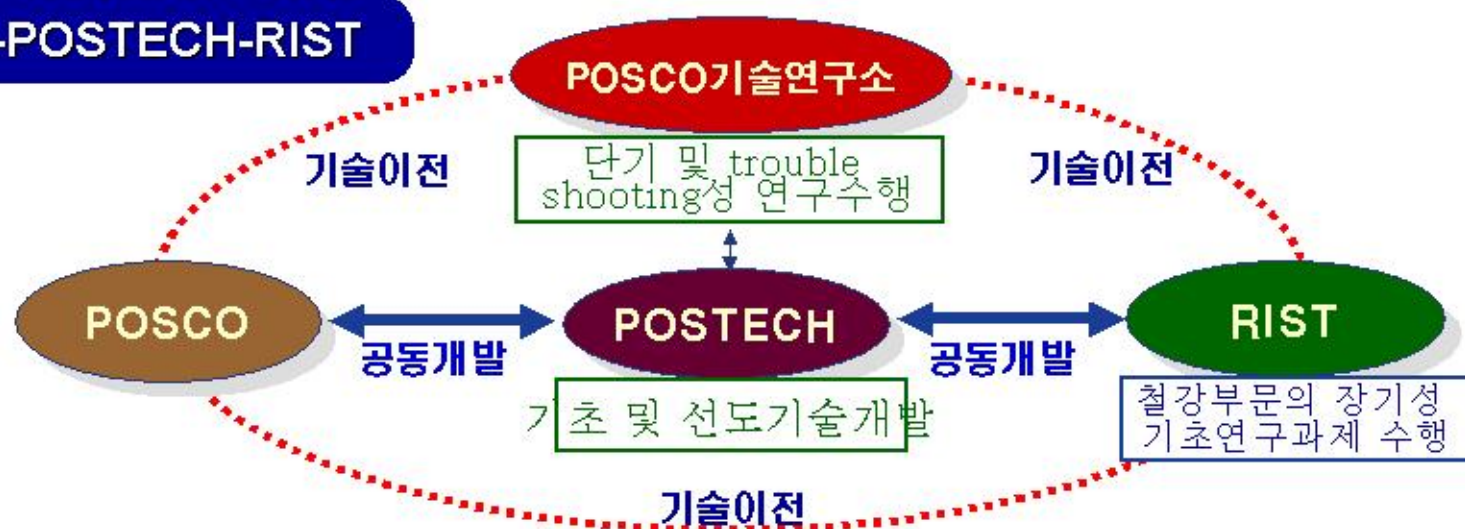 -POSTECH-RIST
POSCO기술연구소
기술이전
단기 및 trouble
shooting성 연구수행
기술이전
POSCO
공동개발
POSTECH
공동개발
RIST
기초 및 선도기술개발
철강부문의 장기성
기초연구과제 수행
기술이전